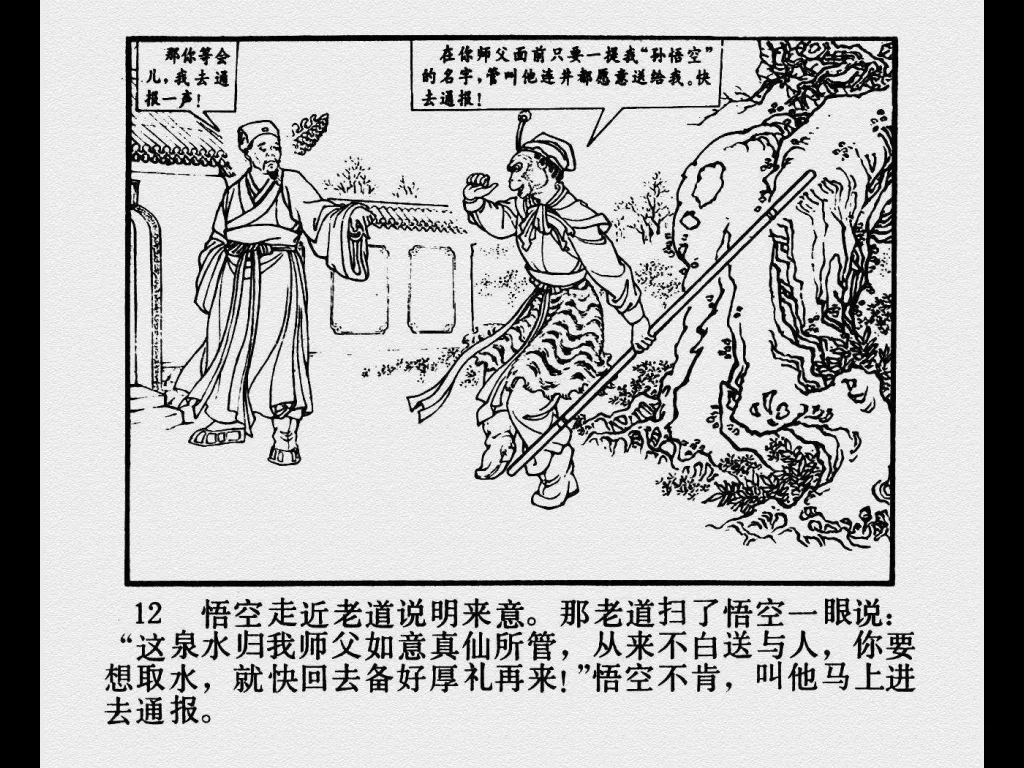 那你等会
儿，我去通
报一声！
在你师父面前只要一提我“孙悟空”
的名字，管叫他连井都愿意送给我。快
去通报！
12 悟空走近老道说明来意。那老道扫了悟空一眼说：
“这泉水归我师父如意真仙所管，从来不白送与人，你要
想取水，就快回去备好厚礼再来！”悟空不肯，叫他马上进
去通报。